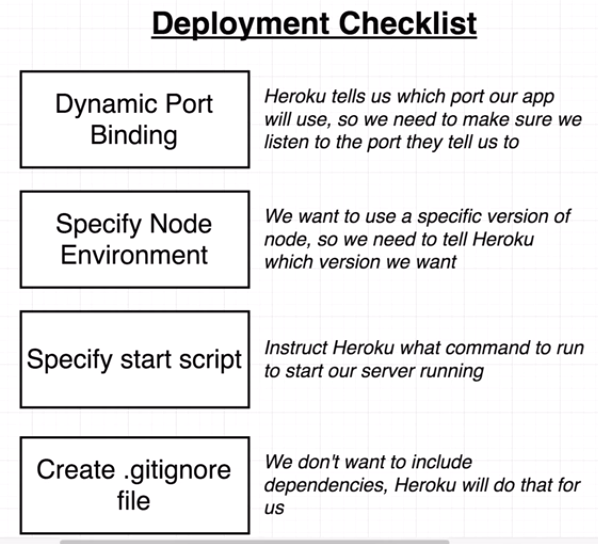 Deployment Checklist
Dynamic Port
Binding
Heroku tells us which port our app
will use, so we need to make sure we
listen to the port they tell us to
Specify Node
Environment
We want to use a specific version of
node, so we need to tell Heroku
which version we want
Specify start script
Instruct Heroku what command to run
to start our server running
Create .gitignore
file
We don't want to include
dependencies, Heroku will do that for
us